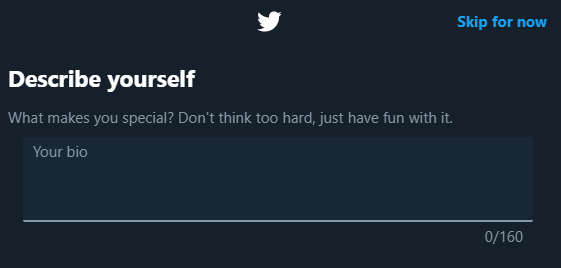 Skip for now
Describe yourself
What makes you special? Don't think too hard, just have fun with it.
Your bio
0/160